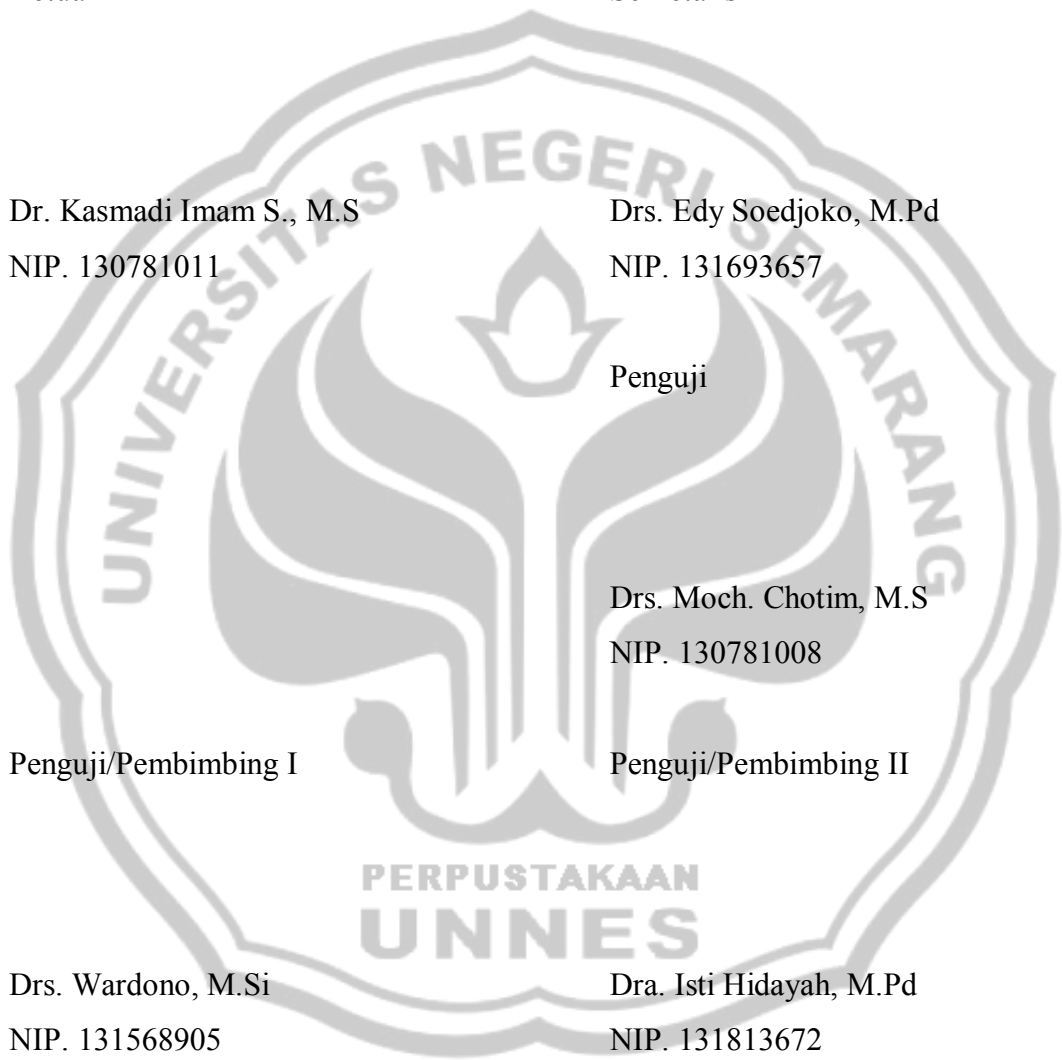 Dr. Kasmadi Imam S., M.S
NIP. 130781011
Drs. Edy Soedjoko, M.Pd
NIP. 131693657
Penguji
Drs. Moch. Chotim, M.S
NIP. 130781008
Penguji/Pembimbing I
Penguji/Pembimbing II
Drs. Wardono, M.Si
NIP. 131568905
Dra. Isti Hidayah, M.Pd
NIP. 131813672
UNIVERSITAS NEGERI SEMARANG
PERPUSTAKAAN
UNNES